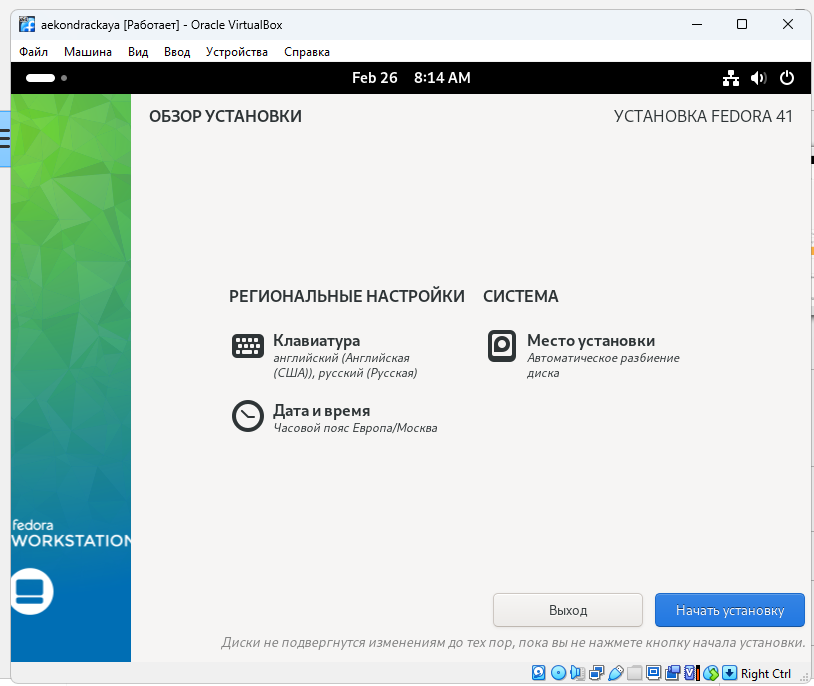 aekondrackaya [Работает] - Oracle VirtualBox
Файл Машина Вид Ввод Устройства Справка
Feb 26 8:14 AM
ОБЗОР УСТАНОВКИ
УСТАНОВКА FEDORA 41
РЕГИОНАЛЬНЫЕ НАСТРОЙКИ
Клавиатура
английский (Английская
(США)), русский (Русская)
Дата и время
Часовой пояс Европа/Москва
СИСТЕМА
Место установки
Автоматическое разбиение
диска
fedora
WORKSTATION
Выход
Начать установку
Диски не подвергнутся изменениям до тех пор, пока вы не нажмете кнопку начала установки.
Right Ctrl